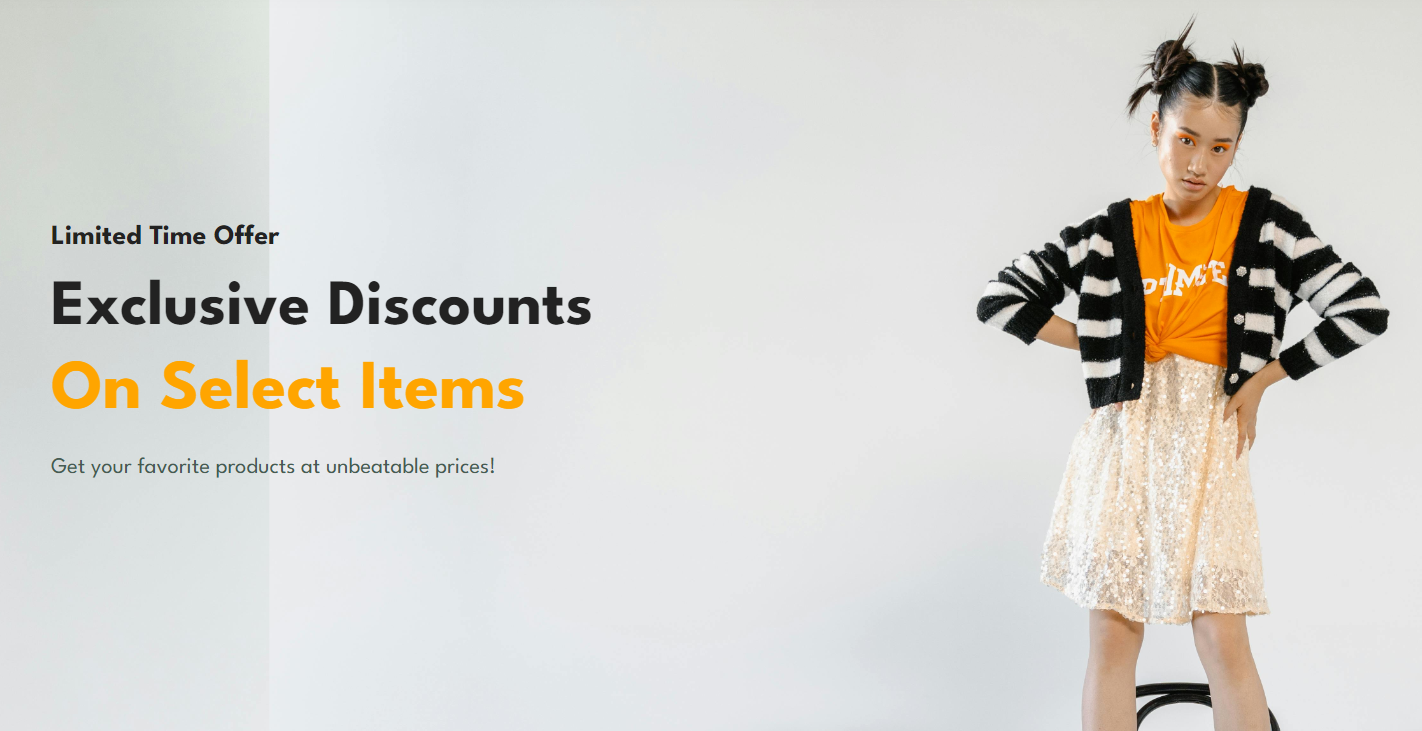 Limited Time Offer
Exclusive Discounts
On Select Items
Get your favorite products at unbeatable prices!